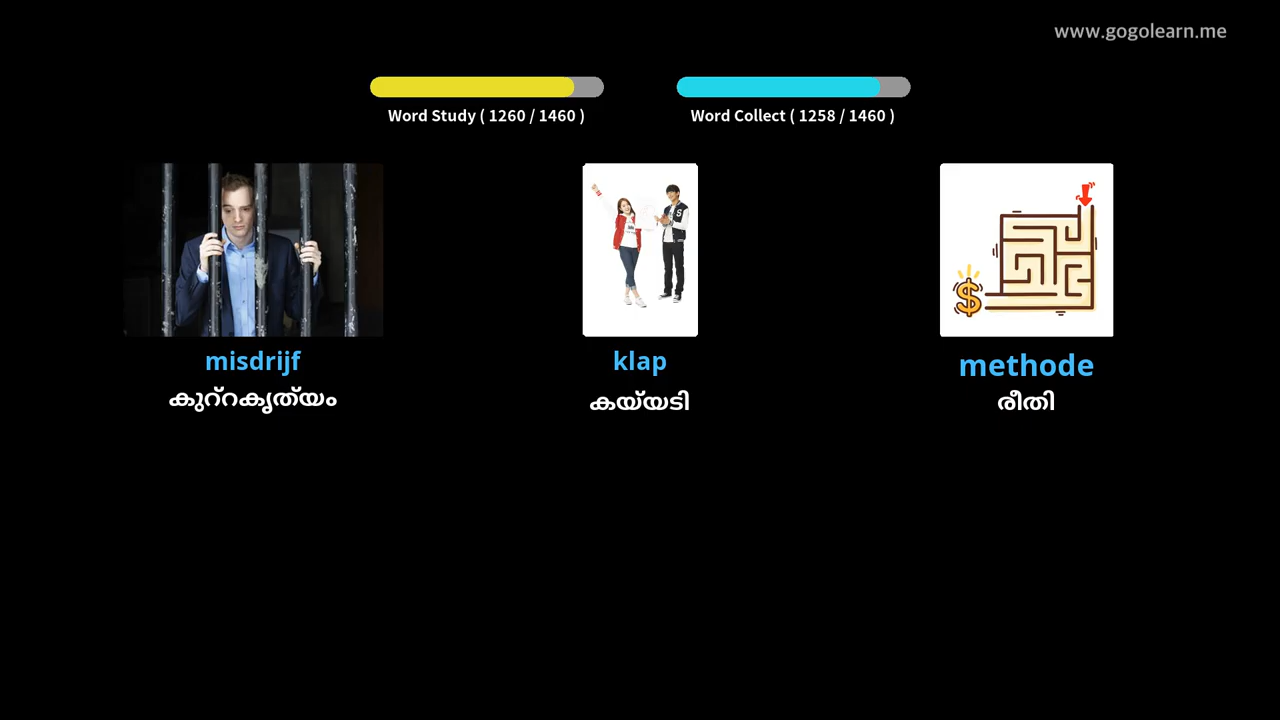 www.gogolearn.me
Word Study ( 1260 / 1460 )
Word Collect ( 1258 / 1460 )
misdrijf
klap
methode
കുറ്റകൃത്യം
കയ്യടി
രീതി